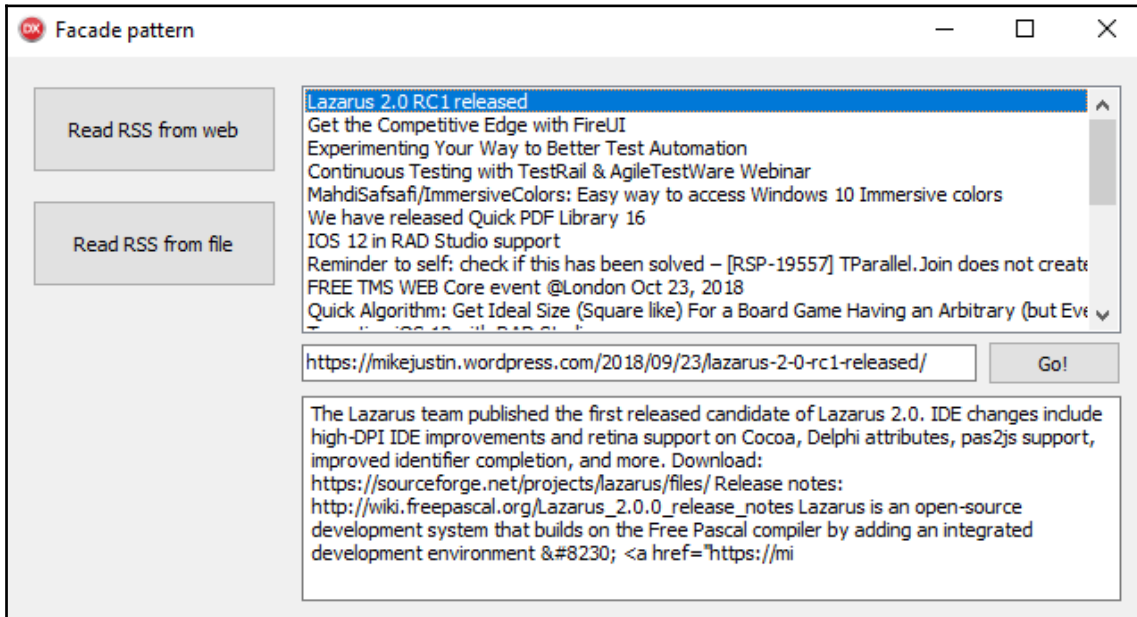 DX Facade pattern
Read RSS from web
Read RSS from file
Lazarus 2.0 RC1 released
Get the Competitive Edge with FireUI
Experimenting Your Way to Better Test Automation
Continuous Testing with TestRail & AgileTestWare Webinar
MahdiSafsafi/ImmersiveColors: Easy way to access Windows 10 Immersive colors
We have released Quick PDF Library 16
IOS 12 in RAD Studio support
Reminder to self: check if this has been solved – [RSP-19557] TParallel.Join does not create
FREE TMS WEB Core event @London Oct 23, 2018
Quick Algorithm: Get Ideal Size (Square like) For a Board Game Having an Arbitrary (but Eve
https://mikejustin.wordpress.com/2018/09/23/lazarus-2-0-rc1-released/
Go!
The Lazarus team published the first released candidate of Lazarus 2.0. IDE changes include
high-DPI IDE improvements and retina support on Cocoa, Delphi attributes, pas2js support,
improved identifier completion, and more. Download:
https://sourceforge.net/projects/lazarus/files/ Release notes:
http://wiki.freepascal.org/Lazarus_2.0.0_release_notes Lazarus is an open-source
development system that builds on the Free Pascal compiler by adding an integrated
development environment &#8230; <a href="https://mi